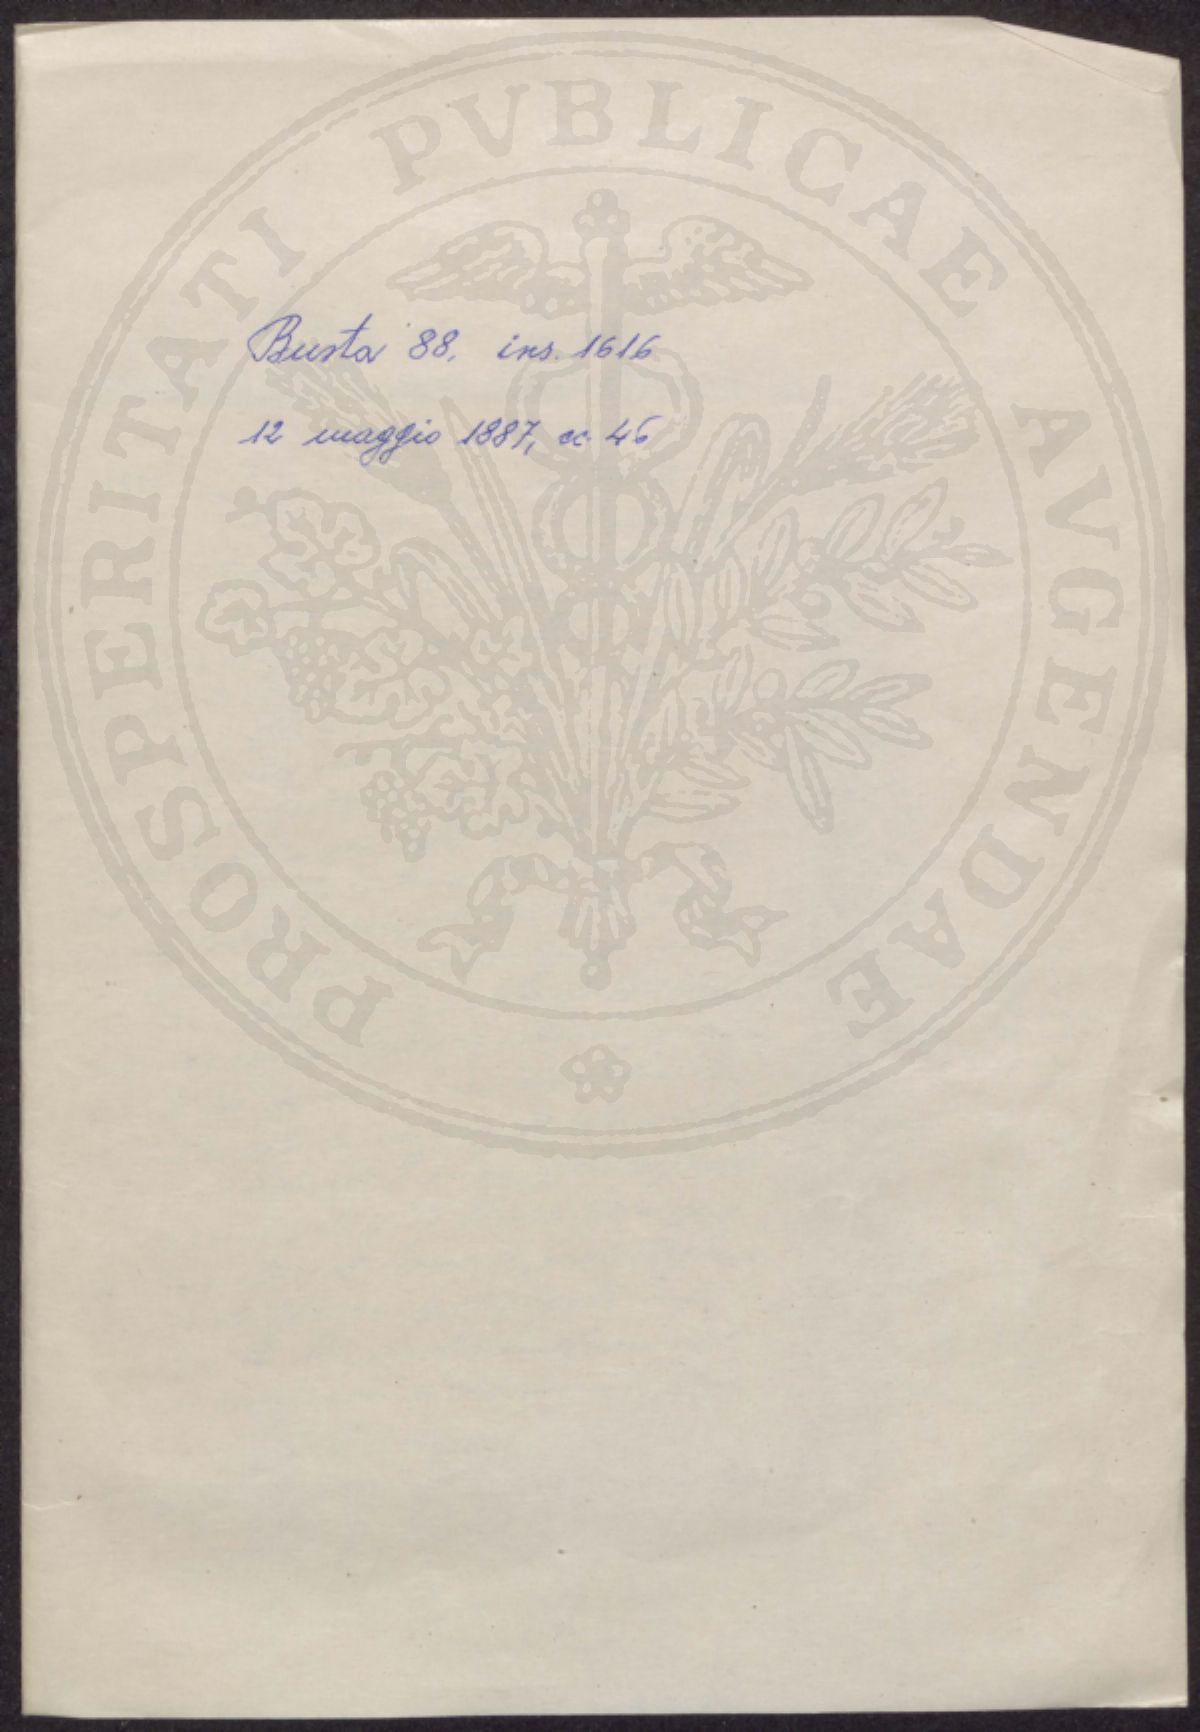 PROSPERITATI PVBLICAE AVGENDAE
Busta 88, ins. 1616
12 maggio 1887, cc. 46